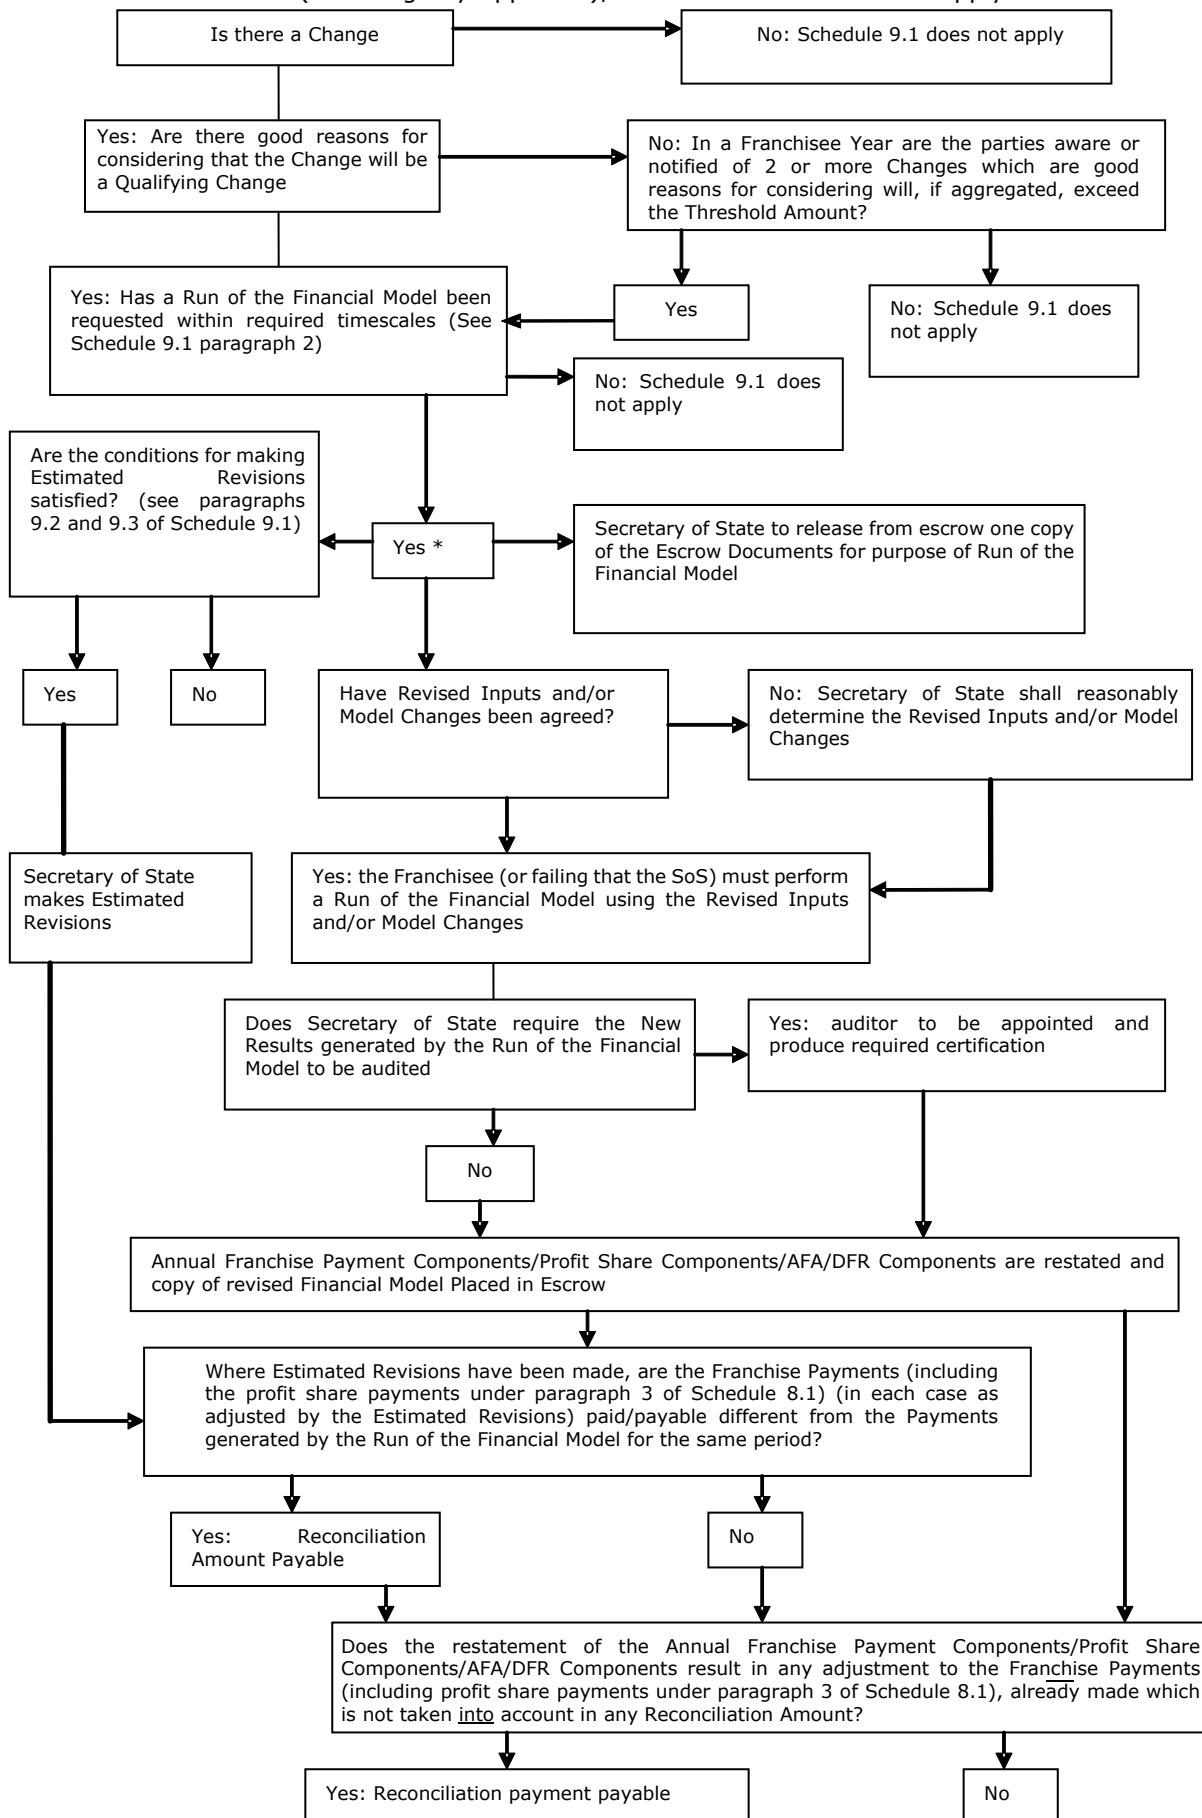 Is there a Change
No: Schedule 9.1 does not apply
Yes: Are there good reasons for
considering that the Change will be
a Qualifying Change
No: In a Franchisee Year are the parties aware or
notified of 2 or more Changes which are good
reasons for considering will, if aggregated, exceed
the Threshold Amount?
Yes: Has a Run of the Financial Model been
requested within required timescales (See
Schedule 9.1 paragraph 2)
Yes
No: Schedule 9.1 does
not apply
No: Schedule 9.1 does
not apply
Are the conditions for making
Estimated Revisions
satisfied? (see paragraphs
9.2 and 9.3 of Schedule 9.1)
Yes *
Secretary of State to release from escrow one copy
of the Escrow Documents for purpose of Run of the
Financial Model
Yes
No
Have Revised Inputs and/or
Model Changes been agreed?
No: Secretary of State shall reasonably
determine the Revised Inputs and/or Model
Changes
Secretary of State
makes Estimated
Revisions
Yes: the Franchisee (or failing that the SoS) must perform
a Run of the Financial Model using the Revised Inputs
and/or Model Changes
Does Secretary of State require the New
Results generated by the Run of the Financial
Model to be audited
Yes: auditor to be appointed and
produce required certification
No
Annual Franchise Payment Components/Profit Share Components/AFA/DFR Components are restated and
copy of revised Financial Model Placed in Escrow
Where Estimated Revisions have been made, are the Franchise Payments (including
the profit share payments under paragraph 3 of Schedule 8.1) (in each case as
adjusted by the Estimated Revisions) paid/payable different from the Payments
generated by the Run of the Financial Model for the same period?
Yes: Reconciliation
Amount Payable
No
Does the restatement of the Annual Franchise Payment Components/Profit Share
Components/AFA/DFR Components result in any adjustment to the Franchise Payments
(including profit share payments under paragraph 3 of Schedule 8.1), already made which
is not taken into account in any Reconciliation Amount?
Yes: Reconciliation payment payable
No